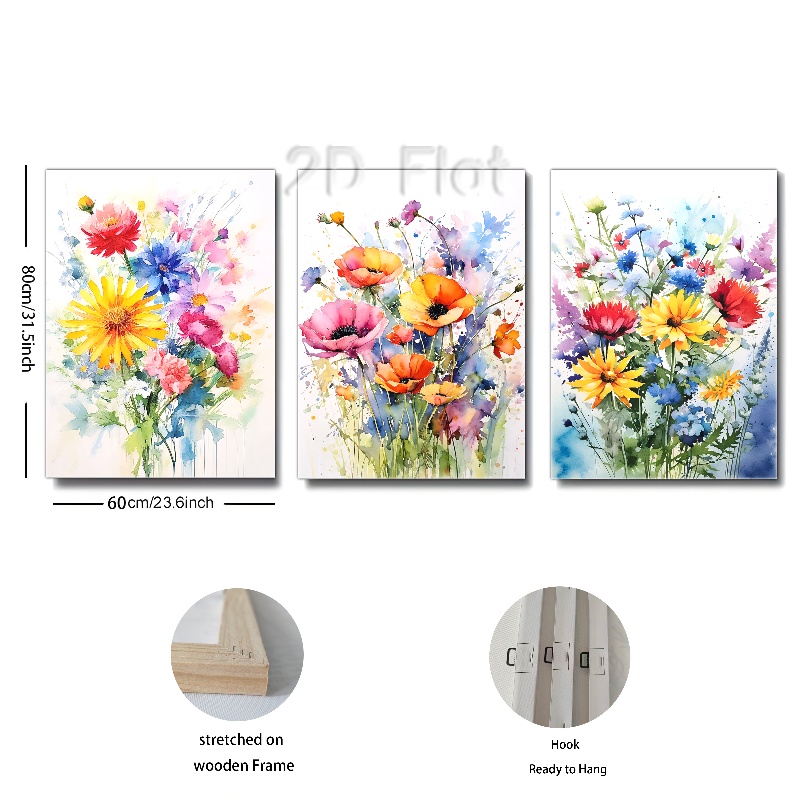 2D Flat
80cm/31.5inch
60cm/23.6inch
stretched on
wooden Frame
Hook
Ready to Hang